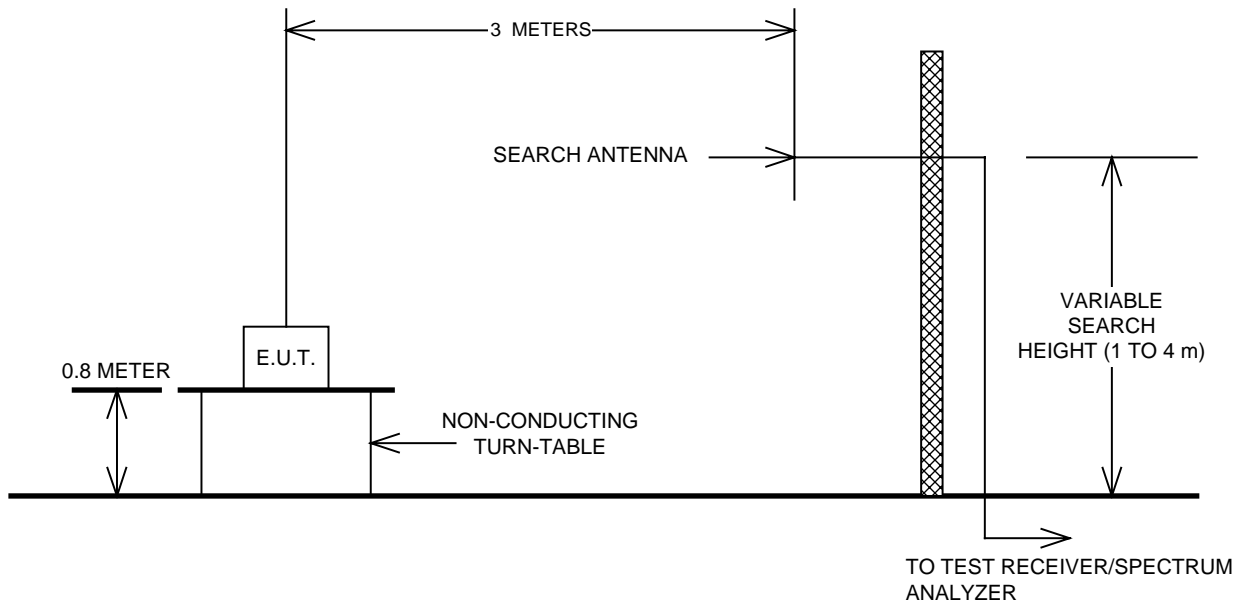 3 METERS
SEARCH ANTENNA
VARIABLE
SEARCH
HEIGHT (1 TO 4 m)
E.U.T.
0.8 METER
NON-CONDUCTING
TURN-TABLE
TO TEST RECEIVER/SPECTRUM
ANALYZER